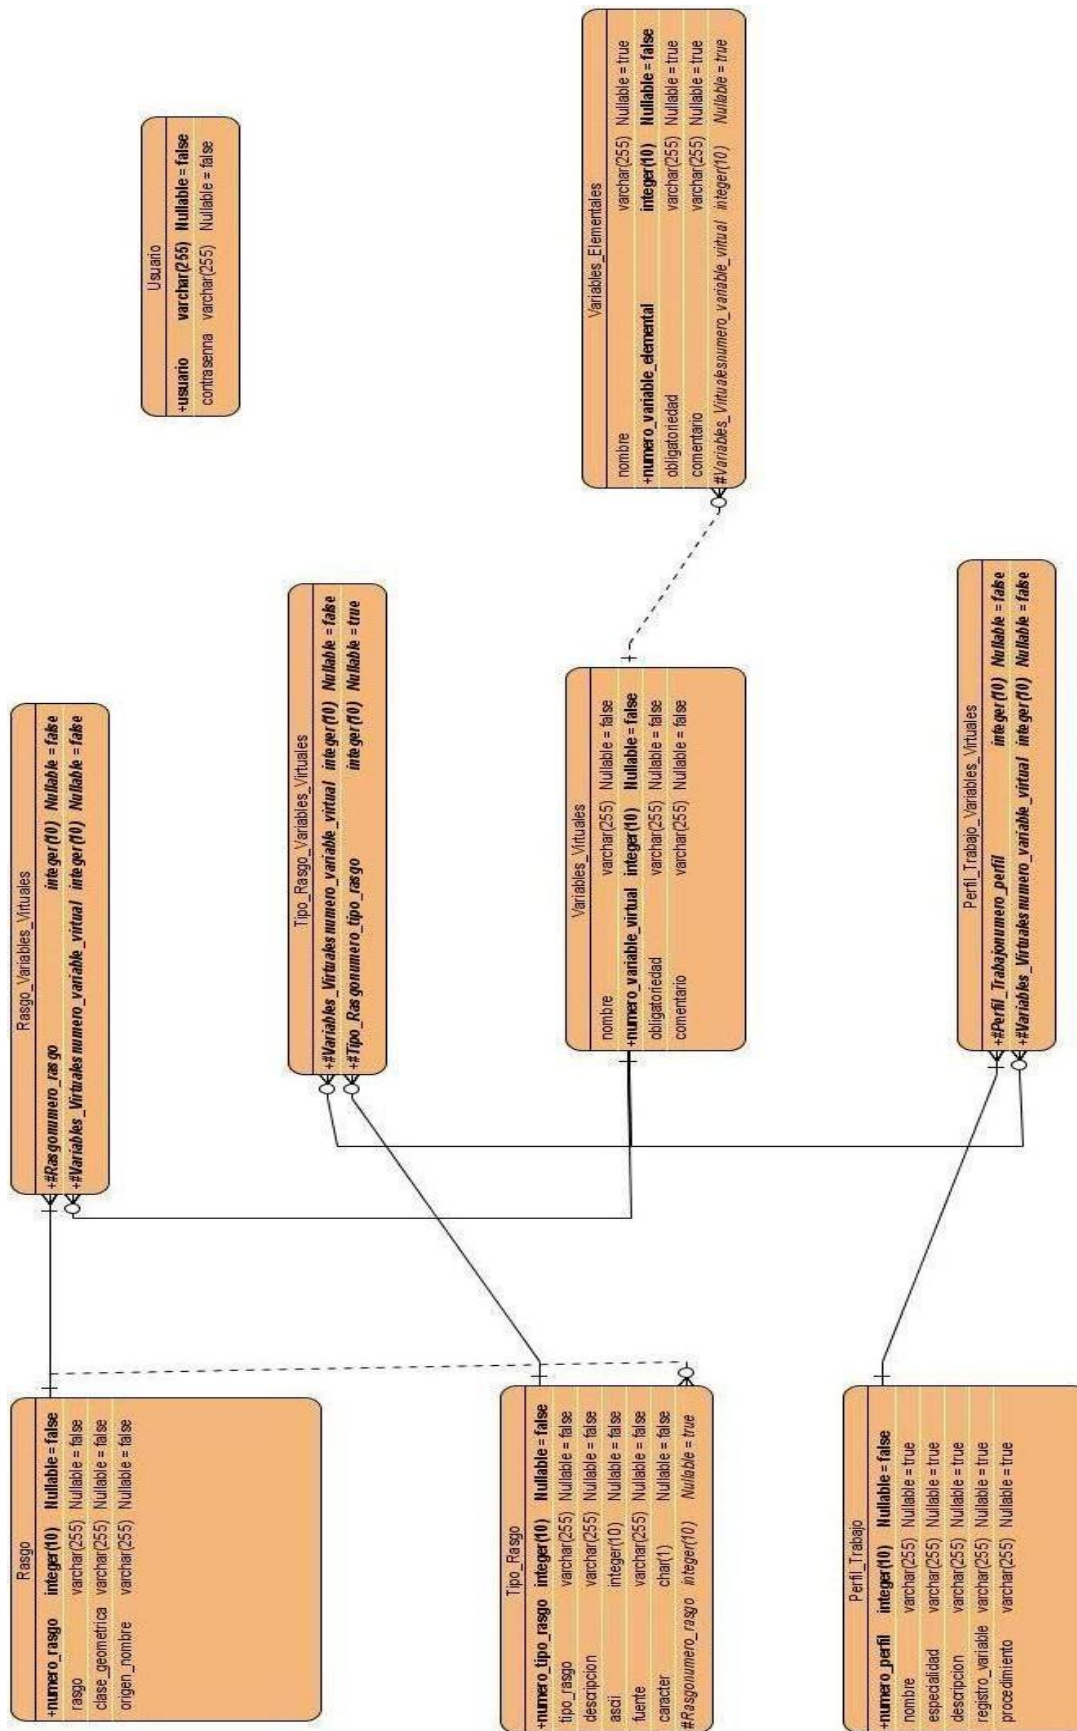 Rasgo
+numero_rasgo integer(10) Nullable = false
rasgo varchar(255) Nullable = false
clase_geometrica varchar(255) Nullable = false
origen_nombre varchar(255) Nullable = false
Rasgo_Variables_Virtuales
+#Rasgonumero_rasgo integer(10) Nullable = false
+#Variables_Virtualesnumero_variable_virtual integer(10) Nullable = false
Usuario
+usuario varchar(255) Nullable = false
contrasenna varchar(255) Nullable = false
Tipo_Rasgo_Variables_Virtuales
+#Variables_Virtualesnumero_variable_virtual integer(10) Nullable = false
+#Tipo_Rasgonumero_tipo_rasgo integer(10) Nullable = true
Tipo_Rasgo
+numero_tipo_rasgo integer(10) Nullable = false
tipo_rasgo varchar(255) Nullable = false
descripcion varchar(255) Nullable = false
ascii integer(10) Nullable = false
fuente varchar(255) Nullable = false
caracter char(1) Nullable = false
#Rasgonumero_rasgo integer(10) Nullable = true
Variables_Virtuales
nombre varchar(255) Nullable = false
+numero_variable_virtual integer(10) Nullable = false
obligatoriedad varchar(255) Nullable = false
comentario varchar(255) Nullable = false
Variables_Elementales
nombre varchar(255) Nullable = true
+numero_variable_elemental integer(10) Nullable = false
obligatoriedad varchar(255) Nullable = true
comentario varchar(255) Nullable = true
#Variables_Virtualesnumero_variable_virtual integer(10) Nullable = true
Perfil_Trabajo
+numero_perfil integer(10) Nullable = false
nombre varchar(255) Nullable = true
especialidad varchar(255) Nullable = true
descripcion varchar(255) Nullable = true
registro_variable varchar(255) Nullable = true
procedimiento varchar(255) Nullable = true
Perfil_Trabajo_Variables_Virtuales
+#Perfil_Trabajonumero_perfil integer(10) Nullable = false
+#Variables_Virtualesnumero_variable_virtual integer(10) Nullable = false